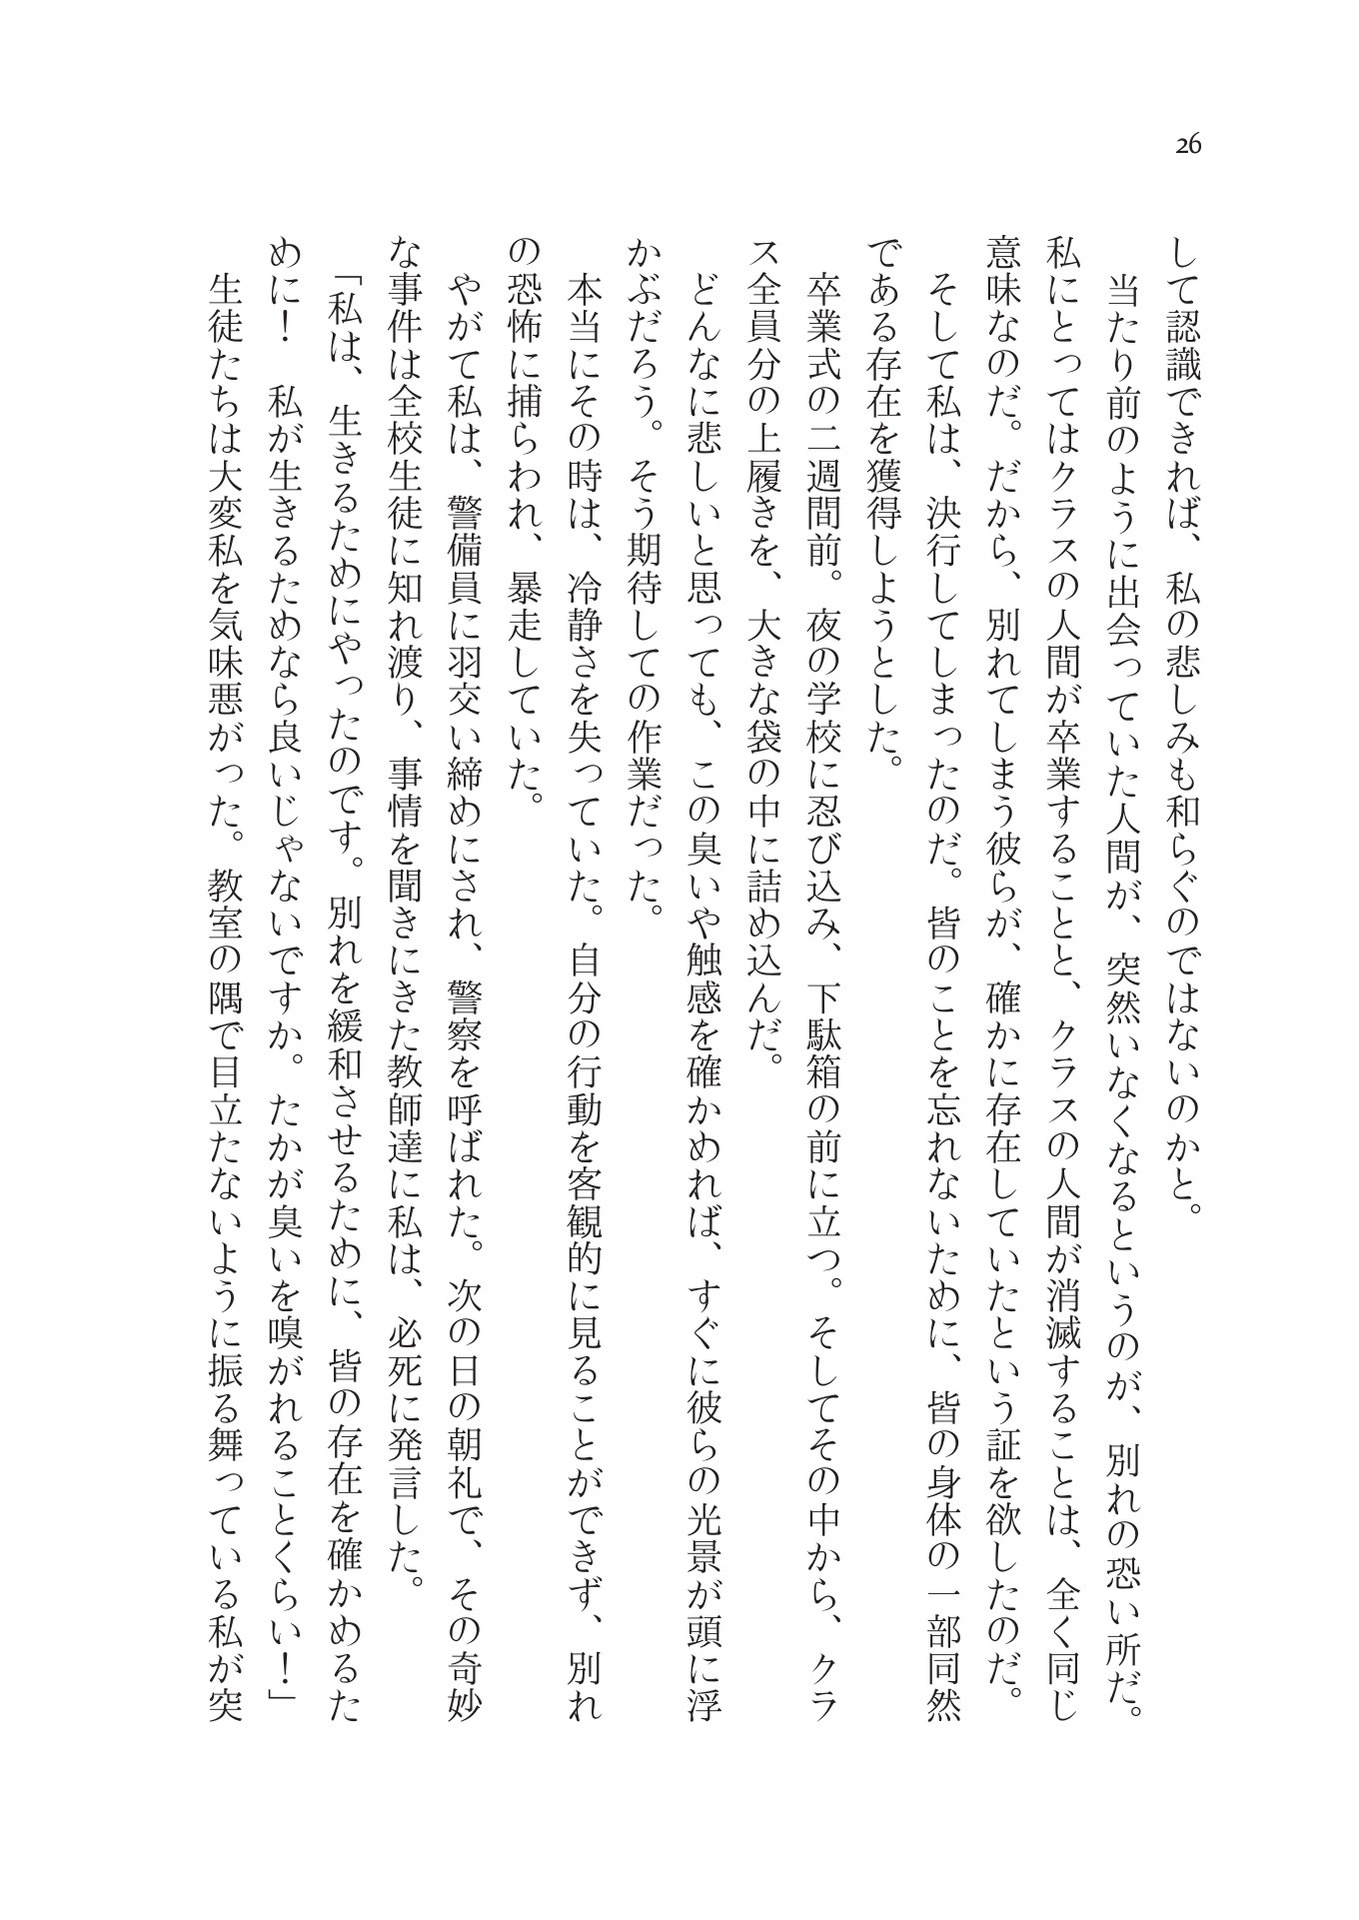 26
して認識できれば、私の悲しみも和らぐのではないのかと。
　当たり前のように出会っていた人間が、突然いなくなるというのが、別れの恐い所だ。
私にとってはクラスの人間が卒業することと、クラスの人間が消滅することは、全く同じ
意味なのだ。だから、別れてしまう彼らが、確かに存在していたという証を欲したのだ。
　そして私は、決行してしまったのだ。皆のことを忘れないために、皆の身体の一部同然
である存在を獲得しようとした。
　卒業式の二週間前。夜の学校に忍び込み、下駄箱の前に立つ。そしてその中から、クラ
ス全員分の上履きを、大きな袋の中に詰め込んだ。
　どんなに悲しいと思っても、この臭いや触感を確かめれば、すぐに彼らの光景が頭に浮
かぶだろう。そう期待しての作業だった。
　本当にその時は、冷静さを失っていた。自分の行動を客観的に見ることができず、別れ
の恐怖に捕らわれ、暴走していた。
　やがて私は、警備員に羽交い締めにされ、警察を呼ばれた。次の日の朝礼で、その奇妙
な事件は全校生徒に知れ渡り、事情を聞きにきた教師達に私は、必死に発言した。
「私は、生きるためにやったのです。別れを緩和させるために、皆の存在を確かめるた
めに！　私が生きるためなら良いじゃないですか。たかが臭いを嗅がれることくらい！」
　生徒たちは大変私を気味悪がった。教室の隅で目立たないように振る舞っている私が突